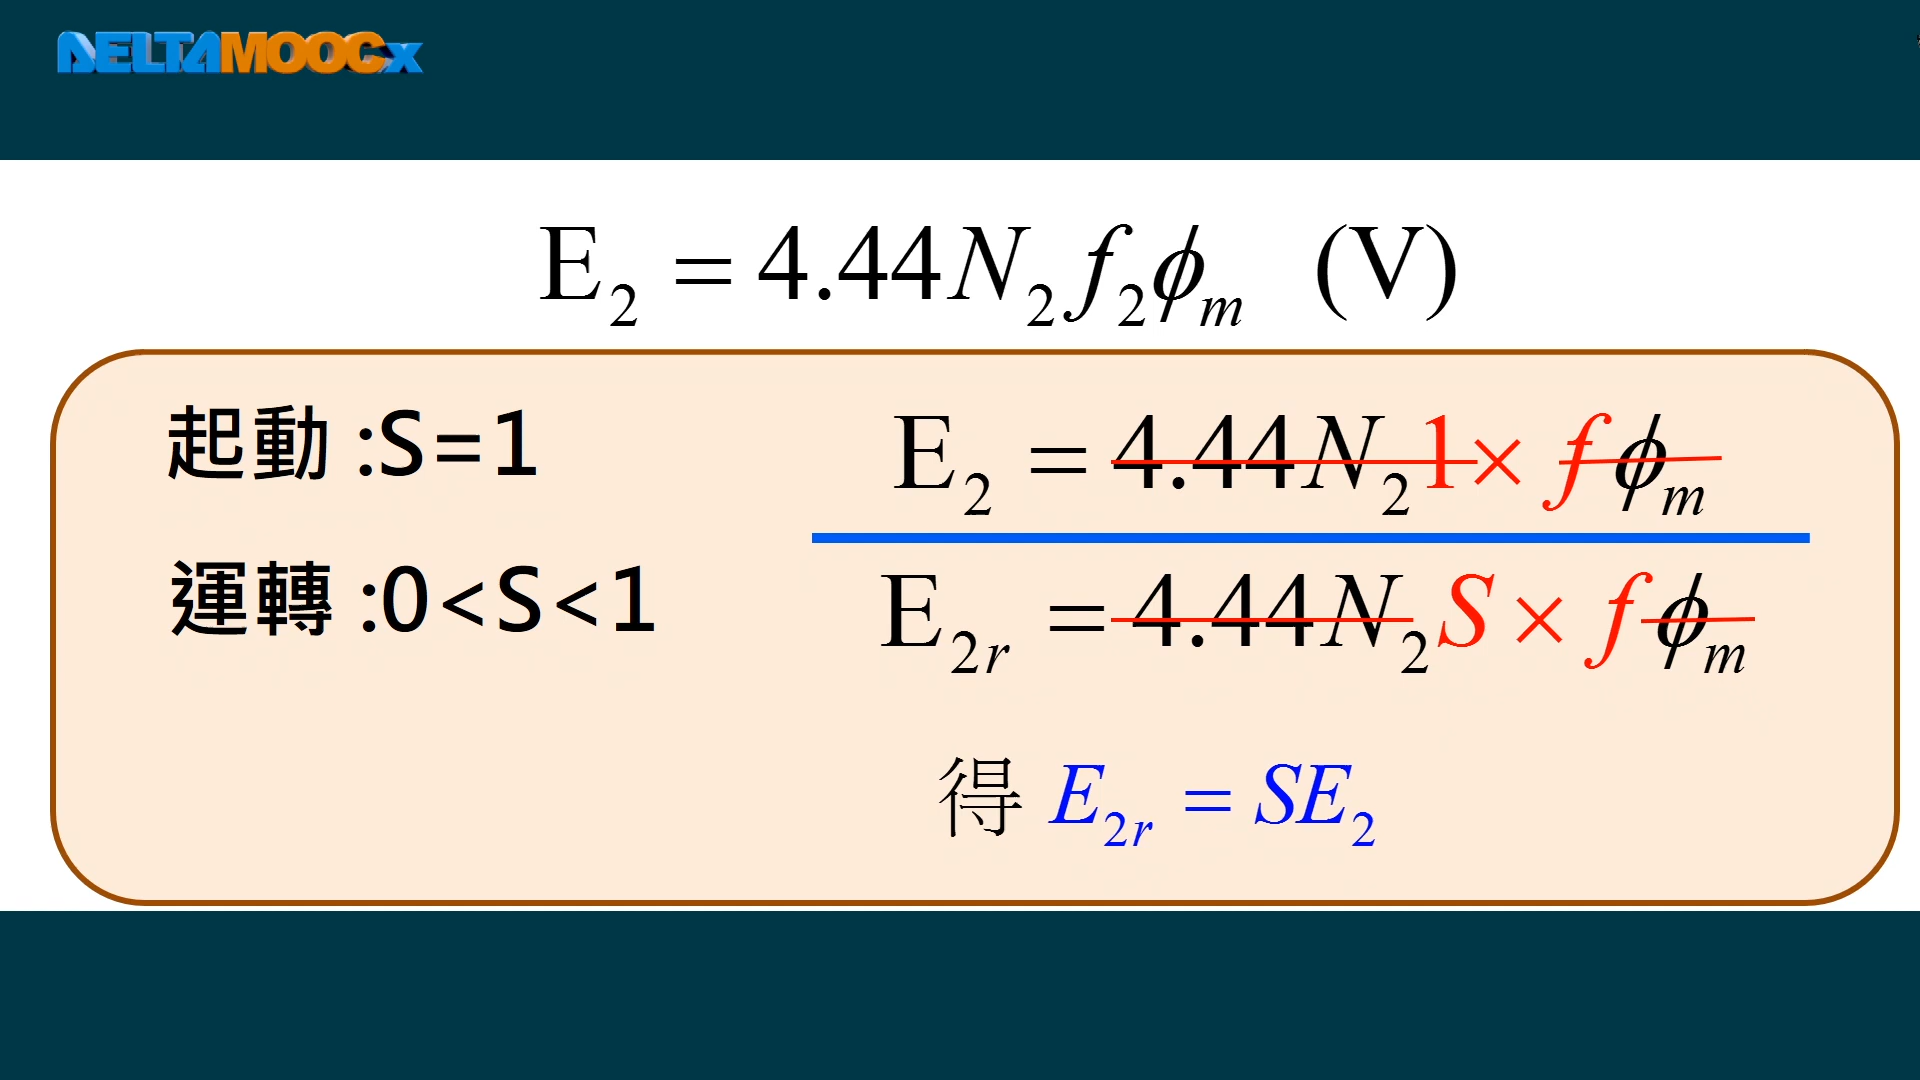 DELTAMOOCx
E₂ = 4.44N₂f₂ϕₘ (V)
起動 :S=1
E₂ = 4.44N₂1× fϕₘ
運轉 :0<S<1
E₂ᵣ = 4.44N₂S × fϕₘ
得 E₂ᵣ = SE₂